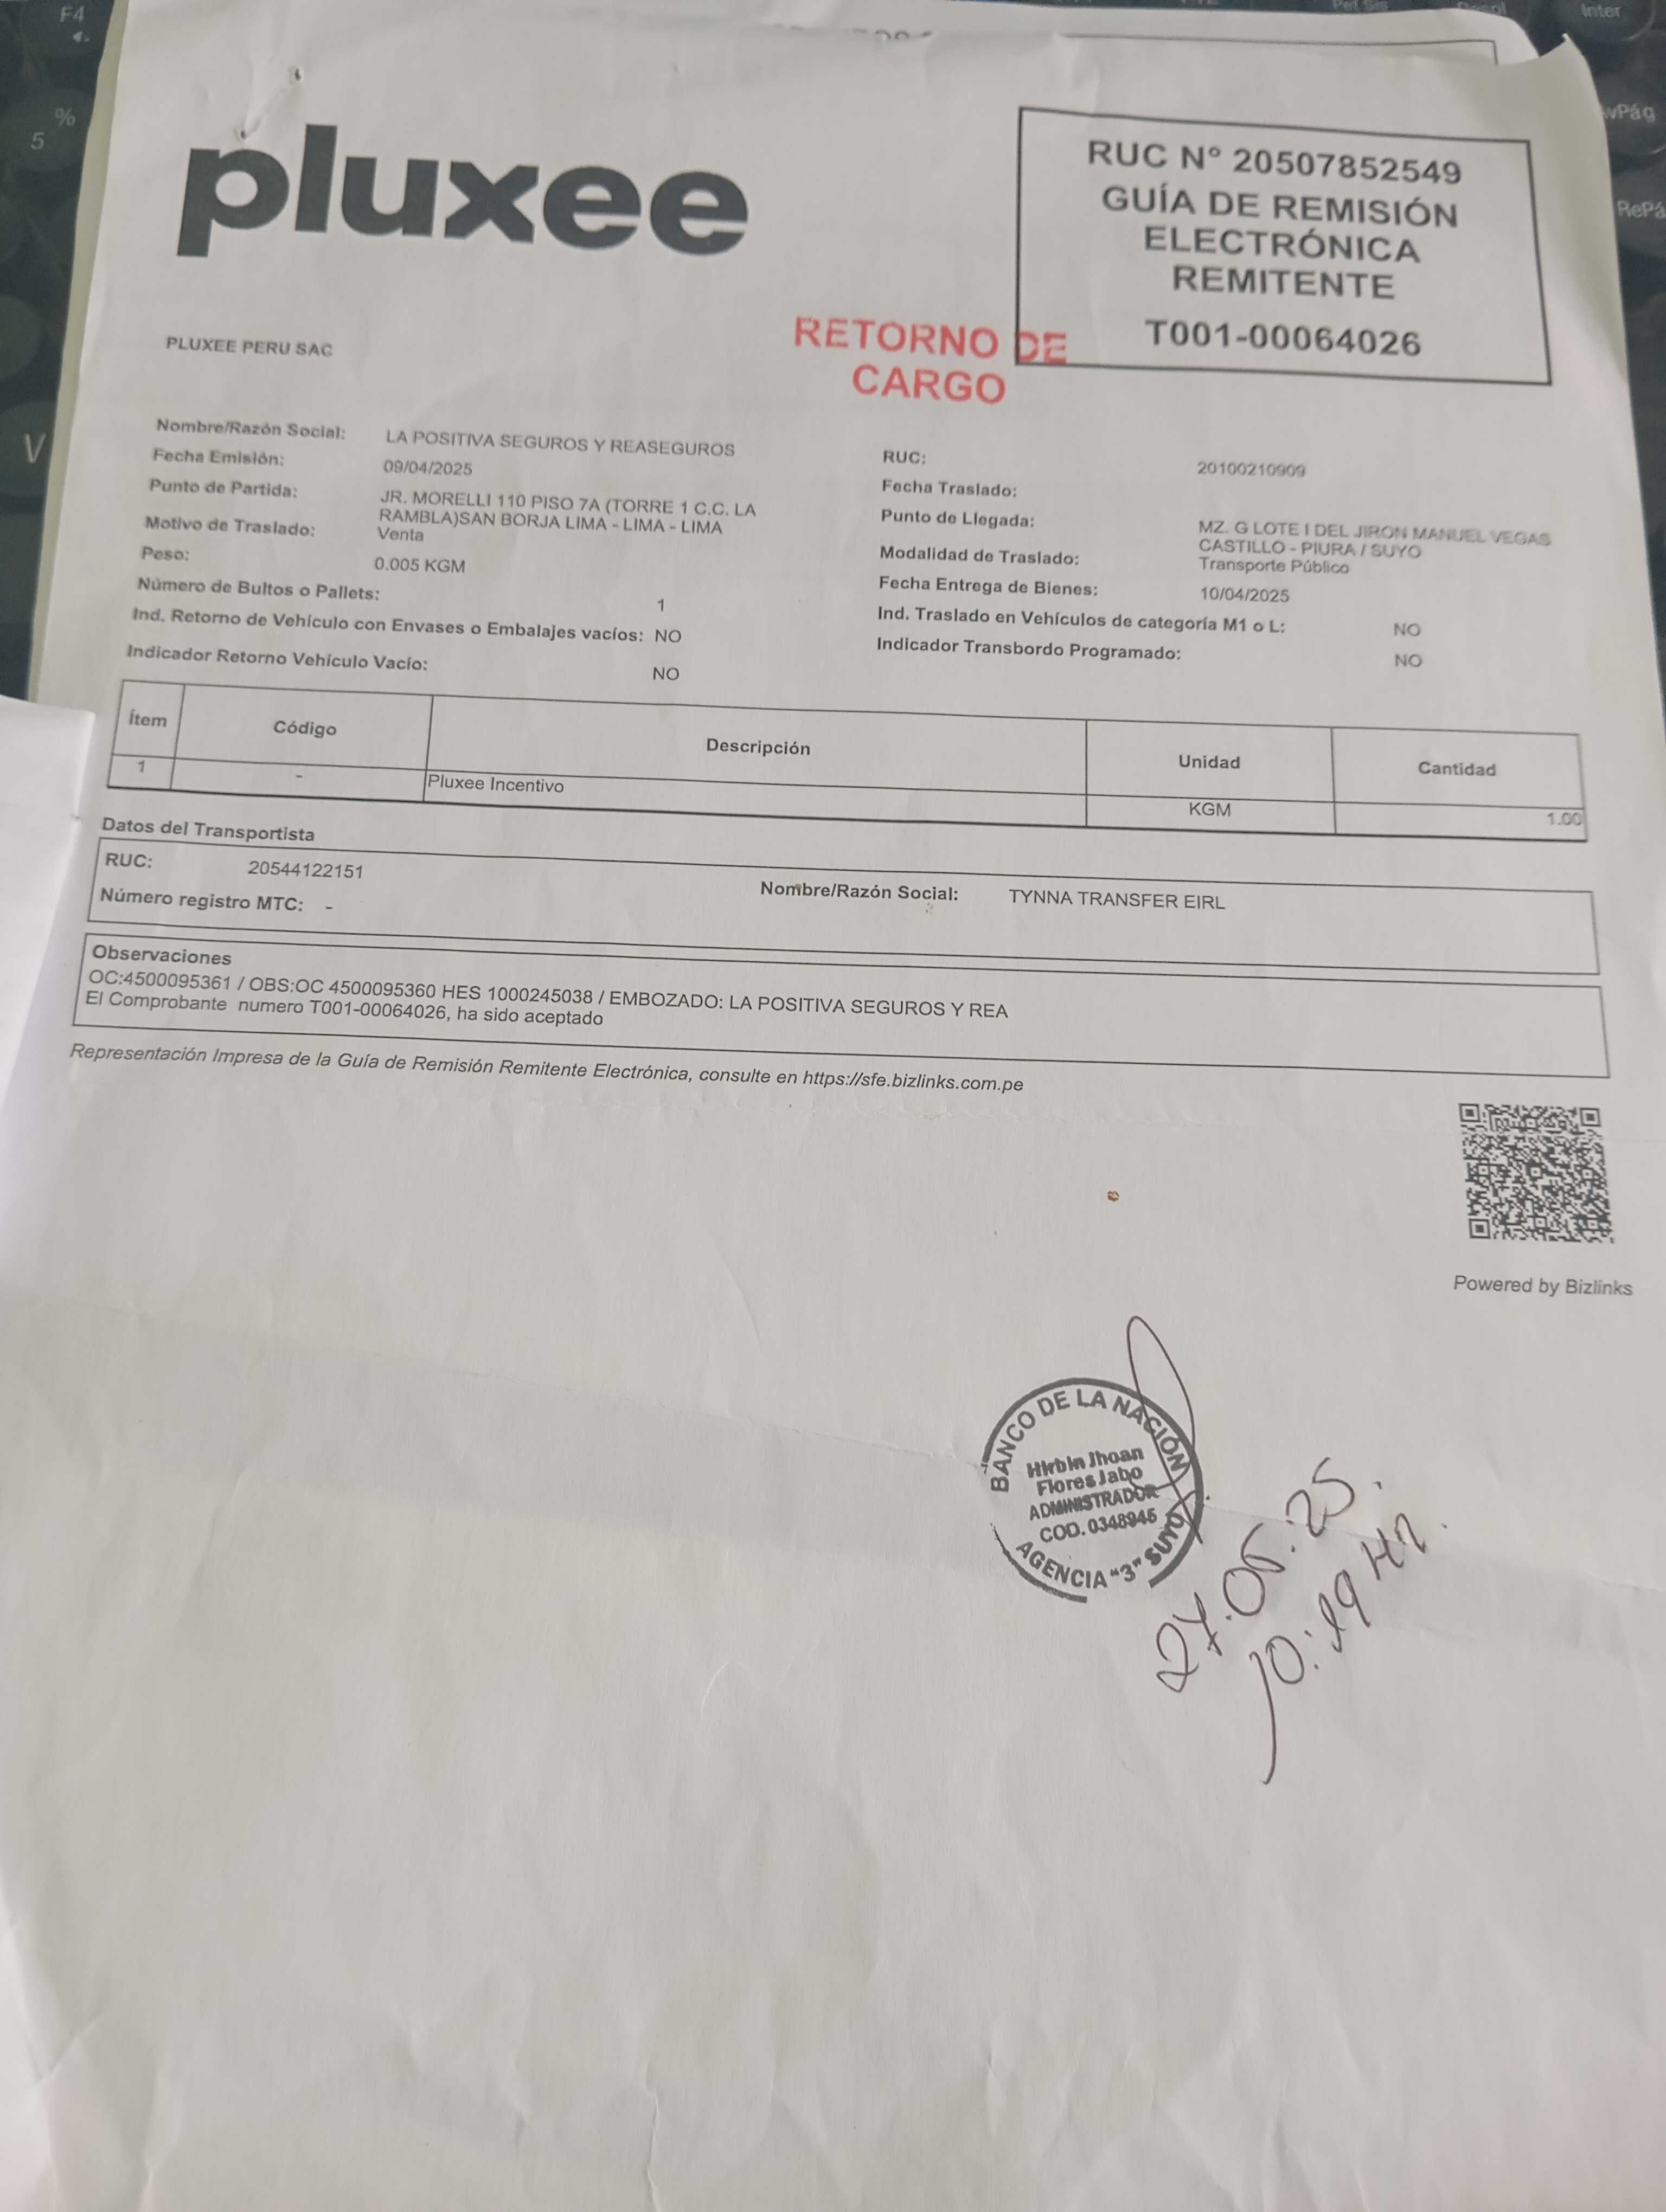 F4
%
5
V
Inter
RePá
pluxee
RUC N° 20507852549
GUÍA DE REMISIÓN
ELECTRÓNICA
REMITENTE
T001-00064026
RETORNO DE
CARGO
PLUXEE PERU SAC
Nombre/Razón Social: LA POSITIVA SEGUROS Y REASEGUROS
RUC: 20100210909
Fecha Emisión: 09/04/2025
Fecha Traslado:
Punto de Partida: JR. MORELLI 110 PISO 7A (TORRE 1 C.C. LA
RAMBLA)SAN BORJA LIMA - LIMA - LIMA
Punto de Llegada: MZ. G LOTE I DEL JIRON MANUEL VEGAS
CASTILLO - PIURA / SUYO
Motivo de Traslado: Venta
Modalidad de Traslado: Transporte Público
Peso: 0.005 KGM
Fecha Entrega de Bienes: 10/04/2025
Número de Bultos o Pallets: 1
Ind. Traslado en Vehículos de categoría M1 o L: NO
Ind. Retorno de Vehículo con Envases o Embalajes vacíos: NO
Indicador Transbordo Programado: NO
Indicador Retorno Vehículo Vacío: NO
Ítem Código Descripción Unidad Cantidad
1 - Pluxee Incentivo KGM 1.00
Datos del Transportista
RUC: 20544122151 Nombre/Razón Social: TYNNA TRANSFER EIRL
Número registro MTC: -
Observaciones
OC:4500095361 / OBS:OC 4500095360 HES 1000245038 / EMBOZADO: LA POSITIVA SEGUROS Y REA
El Comprobante numero T001-00064026, ha sido aceptado
Representación Impresa de la Guía de Remisión Remitente Electrónica, consulte en https://sfe.bizlinks.com.pe
Powered by Bizlinks
BANCO DE LA NACIÓN
Hirbin Jhoan
Flores Jabo
ADMINISTRADOR
COD. 0348945
AGENCIA "3" SUYO
10:19 Hr.